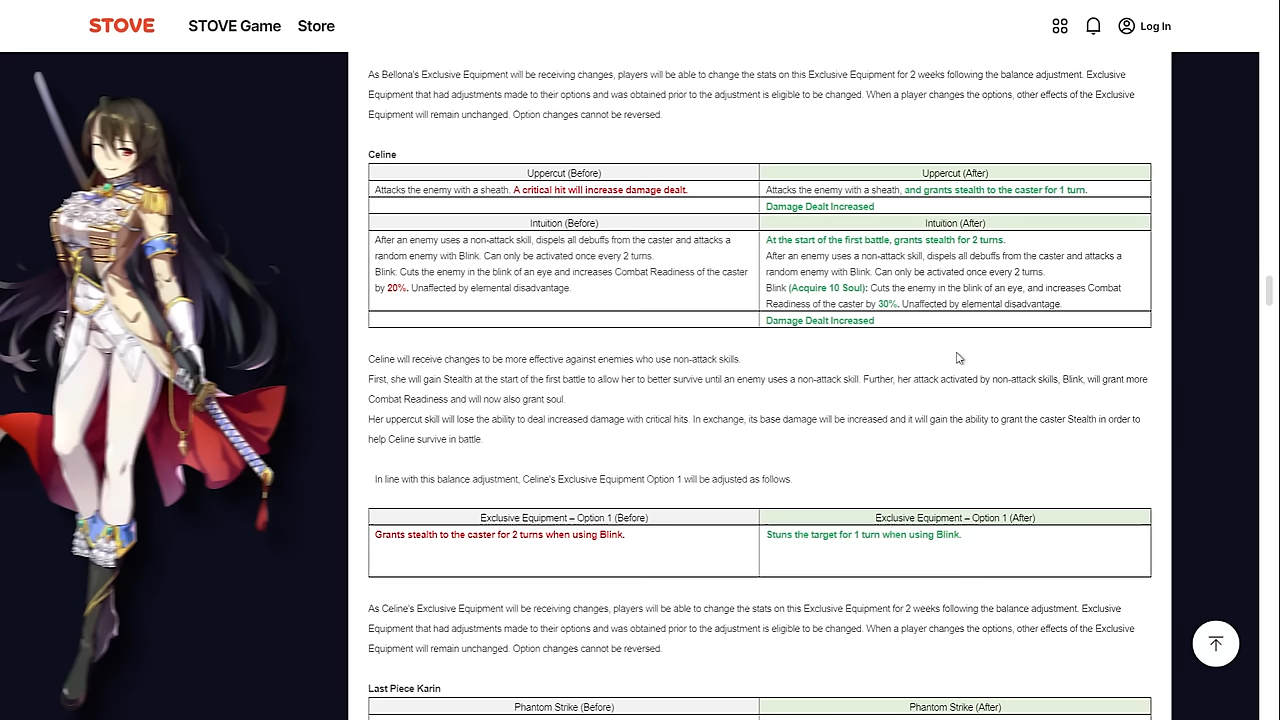 STOVE
STOVE Game
Store
Log In
As Bellona's Exclusive Equipment will be receiving changes, players will be able to change the stats on this Exclusive Equipment for 2 weeks following the balance adjustment. Exclusive
Equipment that had adjustments made to their options and was obtained prior to the adjustment is eligible to be changed. When a player changes the options, other effects of the Exclusive
Equipment will remain unchanged. Option changes cannot be reversed.
Celine
Uppercut (Before)
Uppercut (After)
Attacks the enemy with a sheath. A critical hit will increase damage dealt.
Attacks the enemy with a sheath, and grants stealth to the caster for 1 turn.
Damage Dealt Increased
Intuition (Before)
Intuition (After)
After an enemy uses a non-attack skill, dispels all debuffs from the caster and attacks a
random enemy with Blink. Can only be activated once every 2 turns.
Blink: Cuts the enemy in the blink of an eye and increases Combat Readiness of the caster
by 20%. Unaffected by elemental disadvantage.
At the start of the first battle, grants stealth for 2 turns.
After an enemy uses a non-attack skill, dispels all debuffs from the caster and attacks a
random enemy with Blink. Can only be activated once every 2 turns.
Blink (Acquire 10 Soul): Cuts the enemy in the blink of an eye, and increases Combat
Readiness of the caster by 30%. Unaffected by elemental disadvantage.
Damage Dealt Increased
Celine will receive changes to be more effective against enemies who use non-attack skills.
First, she will gain Stealth at the start of the first battle to allow her to better survive until an enemy uses a non-attack skill. Further, her attack activated by non-attack skills, Blink, will grant more
Combat Readiness and will now also grant soul.
Her uppercut skill will lose the ability to deal increased damage with critical hits. In exchange, its base damage will be increased and it will gain the ability to grant the caster Stealth in order to
help Celine survive in battle.
In line with this balance adjustment, Celine's Exclusive Equipment Option 1 will be adjusted as follows.
Exclusive Equipment – Option 1 (Before)
Exclusive Equipment – Option 1 (After)
Grants stealth to the caster for 2 turns when using Blink.
Stuns the target for 1 turn when using Blink.
As Celine's Exclusive Equipment will be receiving changes, players will be able to change the stats on this Exclusive Equipment for 2 weeks following the balance adjustment. Exclusive
Equipment that had adjustments made to their options and was obtained prior to the adjustment is eligible to be changed. When a player changes the options, other effects of the Exclusive
Equipment will remain unchanged. Option changes cannot be reversed.
Last Piece Karin
Phantom Strike (Before)
Phantom Strike (After)